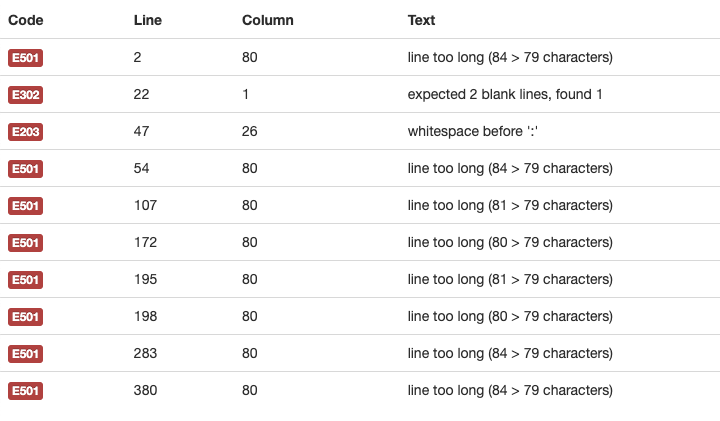 Code Line Column Text
E501 2 80 line too long (84 > 79 characters)
E302 22 1 expected 2 blank lines, found 1
E203 47 26 whitespace before ':'
E501 54 80 line too long (84 > 79 characters)
E501 107 80 line too long (81 > 79 characters)
E501 172 80 line too long (80 > 79 characters)
E501 195 80 line too long (81 > 79 characters)
E501 198 80 line too long (80 > 79 characters)
E501 283 80 line too long (84 > 79 characters)
E501 380 80 line too long (84 > 79 characters)